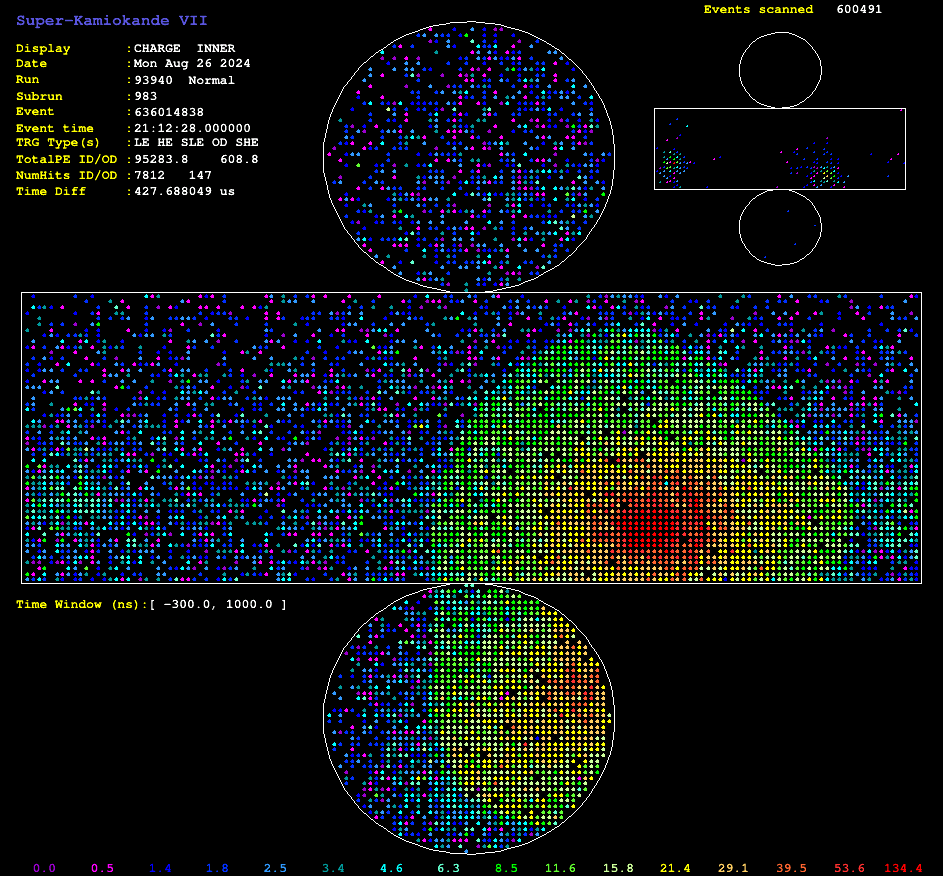 Super-Kamiokande VII
Events scanned 600491
Display :CHARGE INNER
Date :Mon Aug 26 2024
Run :93940 Normal
Subrun :983
Event :636014838
Event time :21:12:28.000000
TRG Type(s) :LE HE SLE OD SHE
TotalPE ID/OD :95283.8 608.8
NumHits ID/OD :7812 147
Time Diff :427.688049 us
Time Window (ns):[ -300.0, 1000.0 ]
0.0 0.5 1.4 1.8 2.5 3.4 4.6 6.3 8.5 11.6 15.8 21.4 29.1 39.5 53.6 134.4